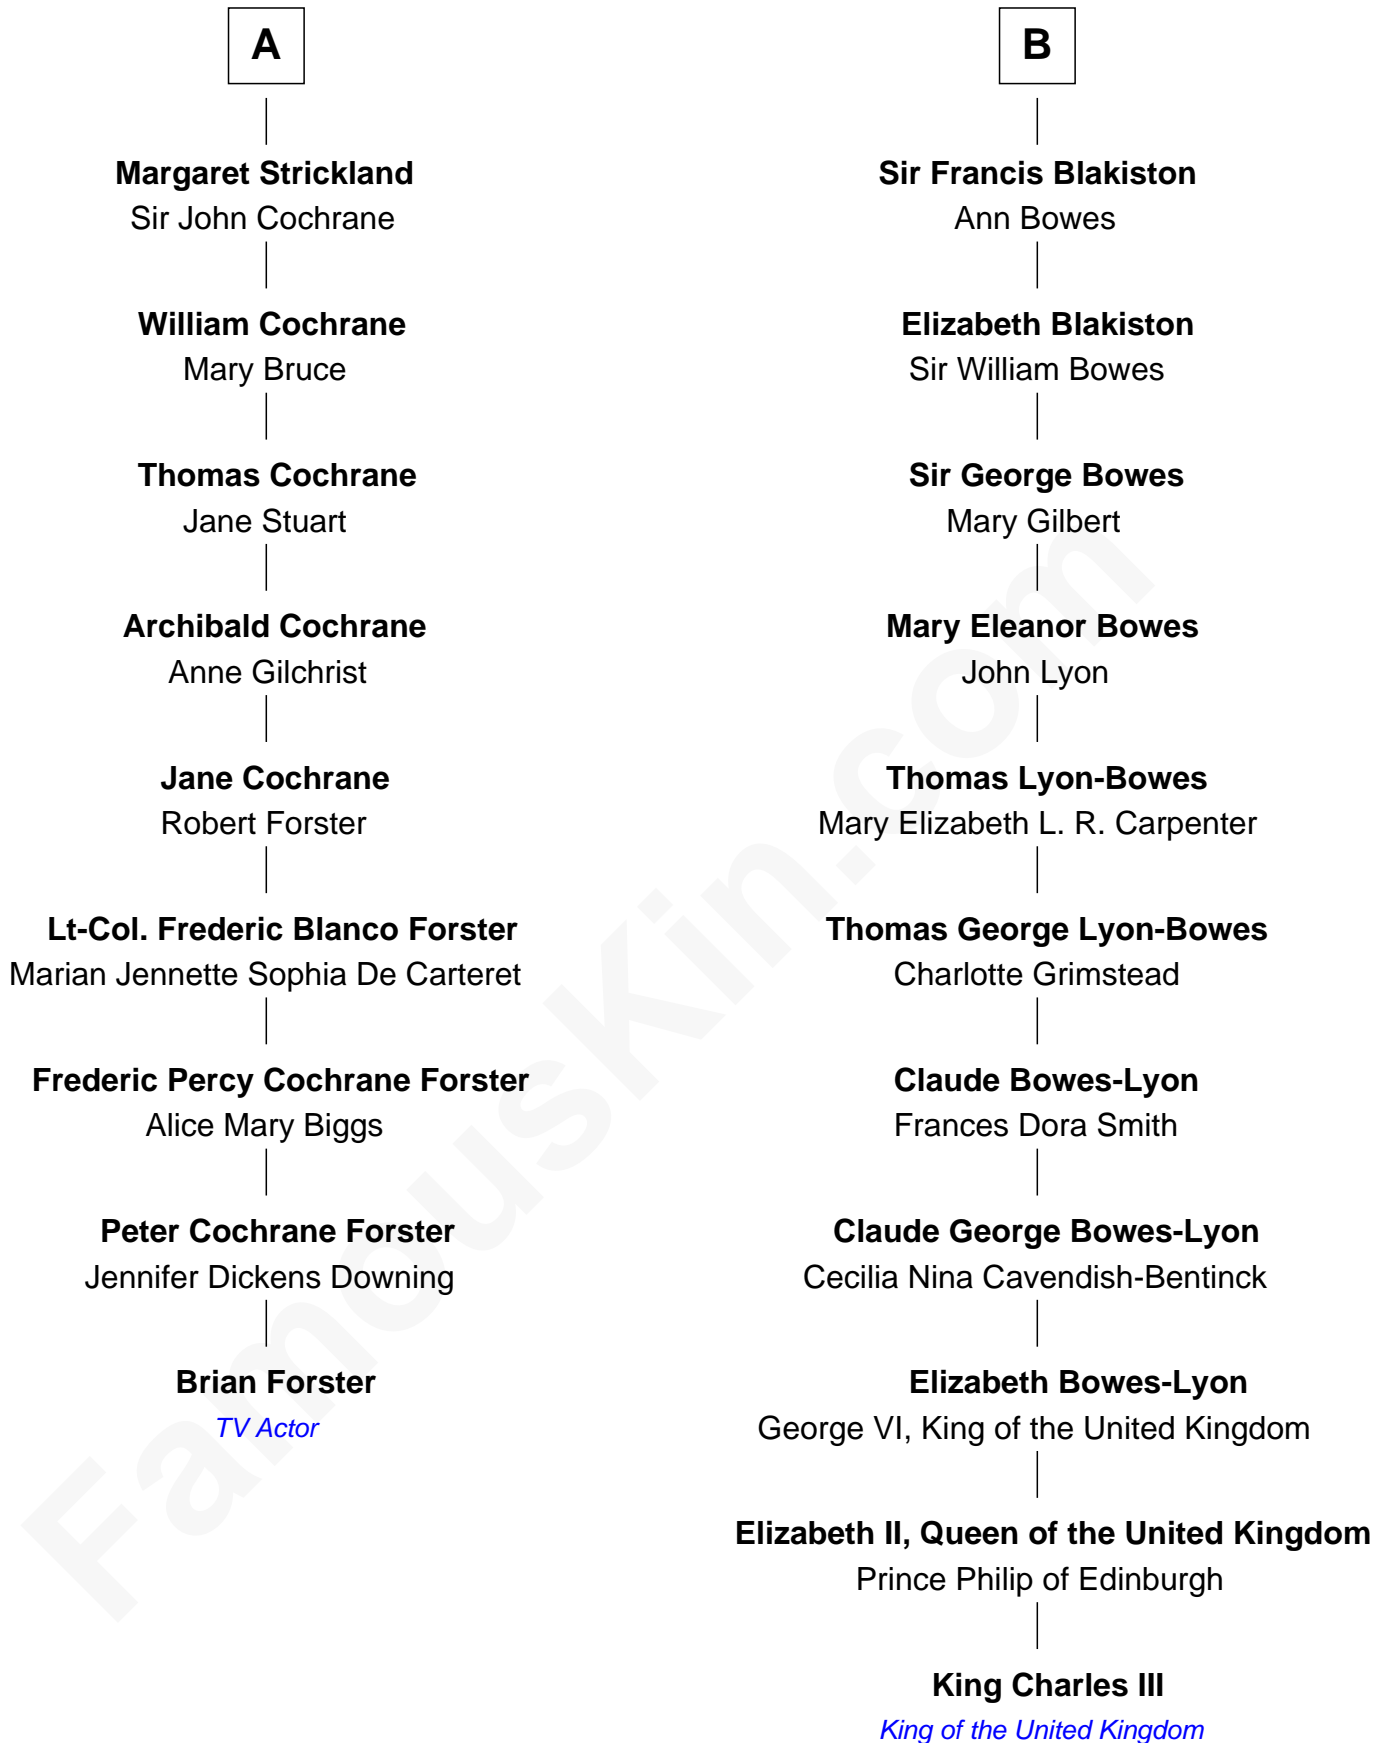 A
Margaret Strickland
Sir John Cochrane
William Cochrane
Mary Bruce
Thomas Cochrane
Jane Stuart
Archibald Cochrane
Anne Gilchrist
Jane Cochrane
Robert Forster
Lt-Col. Frederic Blanco Forster
Marian Jennette Sophia De Carteret
Frederic Percy Cochrane Forster
Alice Mary Biggs
Peter Cochrane Forster
Jennifer Dickens Downing
Brian Forster
TV Actor
B
Sir Francis Blakiston
Ann Bowes
Elizabeth Blakiston
Sir William Bowes
Sir George Bowes
Mary Gilbert
Mary Eleanor Bowes
John Lyon
Thomas Lyon-Bowes
Mary Elizabeth L. R. Carpenter
Thomas George Lyon-Bowes
Charlotte Grimstead
Claude Bowes-Lyon
Frances Dora Smith
Claude George Bowes-Lyon
Cecilia Nina Cavendish-Bentinck
Elizabeth Bowes-Lyon
George VI, King of the United Kingdom
Elizabeth II, Queen of the United Kingdom
Prince Philip of Edinburgh
King Charles III
King of the United Kingdom
FamousKin.com